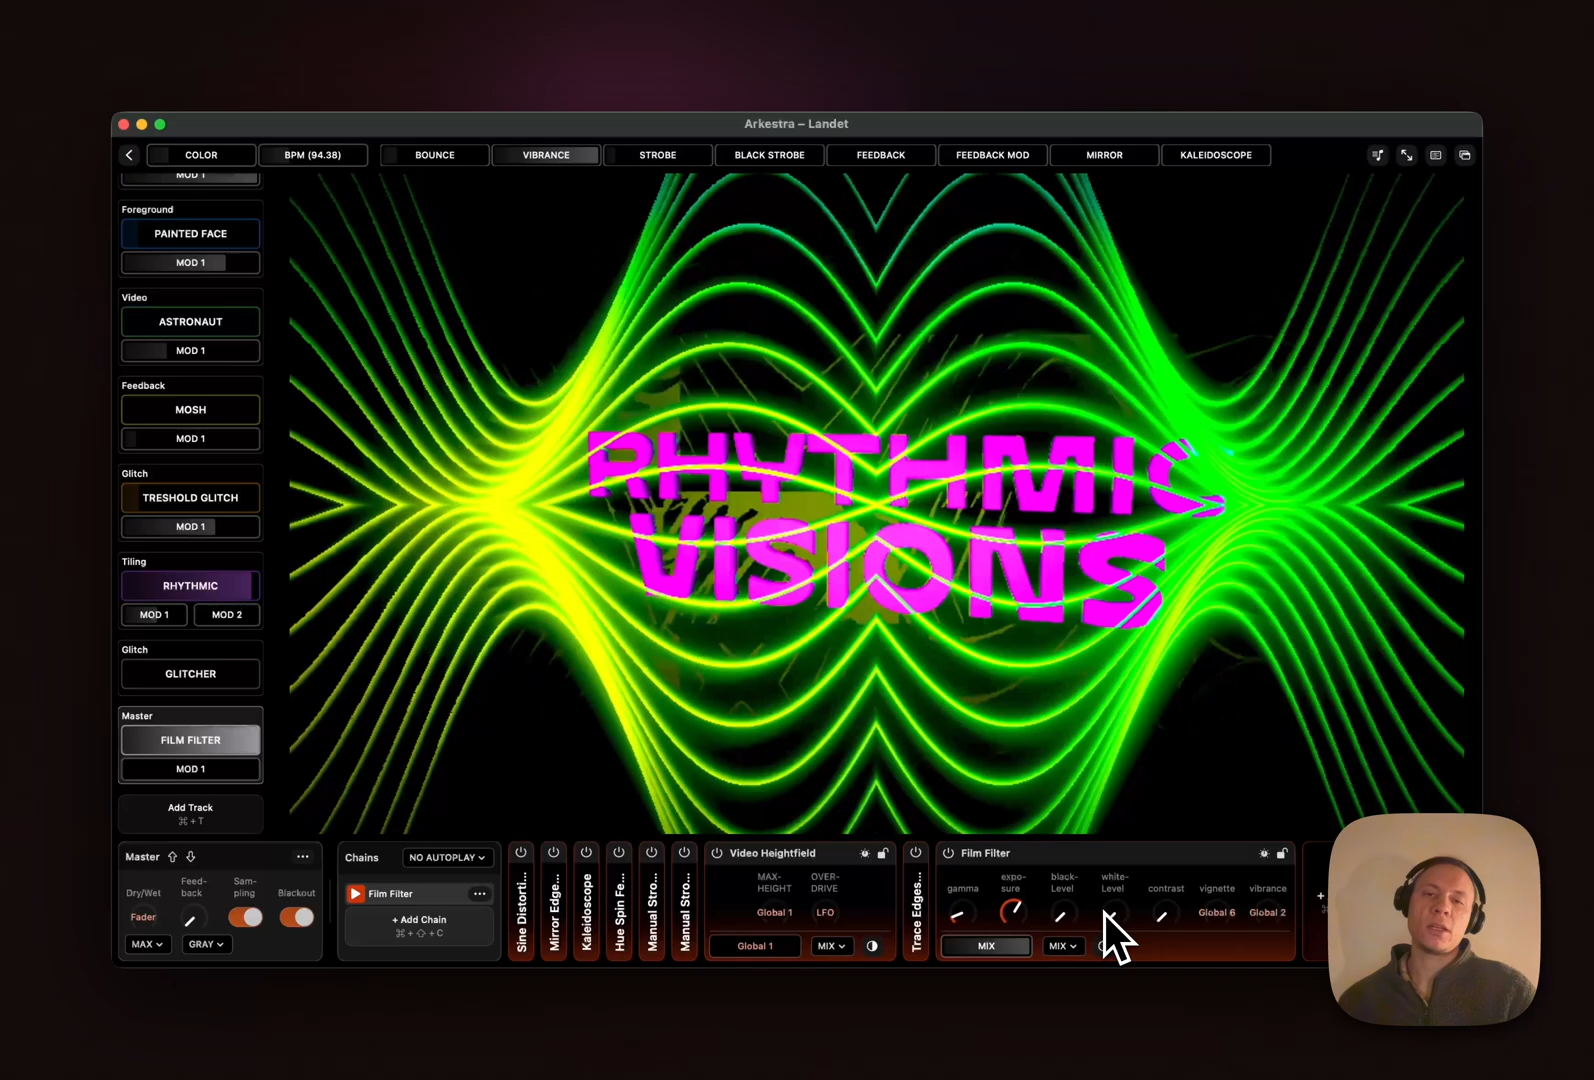 Arkestra – Landet
COLOR
BPM (94.38)
BOUNCE
VIBRANCE
STROBE
BLACK STROBE
FEEDBACK
FEEDBACK MOD
MIRROR
KALEIDOSCOPE
MOD 1
Foreground
PAINTED FACE
MOD 1
Video
ASTRONAUT
MOD 1
Feedback
MOSH
MOD 1
Glitch
TRESHOLD GLITCH
MOD 1
Tiling
RHYTHMIC
MOD 1
MOD 2
Glitch
GLITCHER
Master
FILM FILTER
MOD 1
Add Track
⌘ + T
RHYTHMIC
VISIONS
Master
Dry/Wet
Feed-
back
Sam-
pling
Blackout
Fader
MAX
GRAY
Chains
NO AUTOPLAY
Film Filter
+ Add Chain
⌘ + ⇧ + C
Sine Distorti...
Mirror Edge...
Kaleidoscope
Hue Spin Fe...
Manual Stro...
Manual Stro...
Video Heightfield
MAX-
HEIGHT
OVER-
DRIVE
Global 1
LFO
Global 1
MIX
Trace Edges...
Film Filter
gamma
expo-
sure
black-
Level
white-
Level
contrast
vignette
vibrance
Global 6
Global 2
MIX
MIX
+